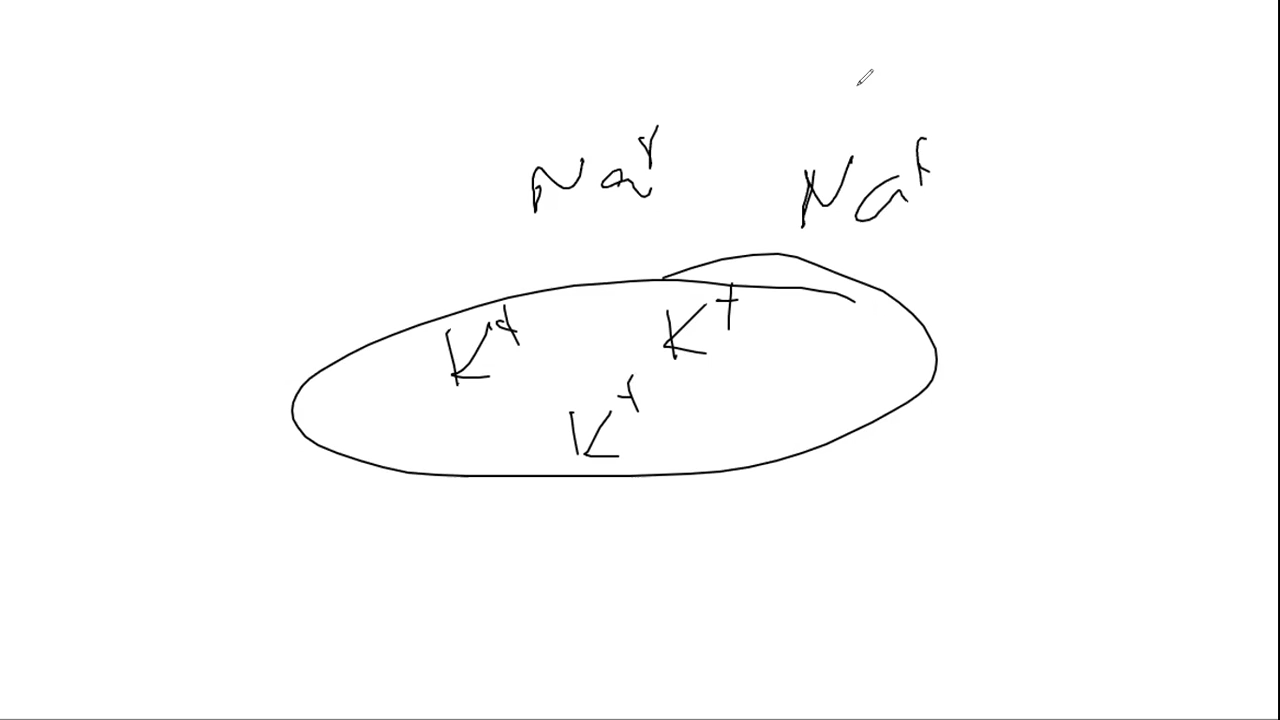 Na⁺ Na⁺
K⁺ K⁺
K⁺